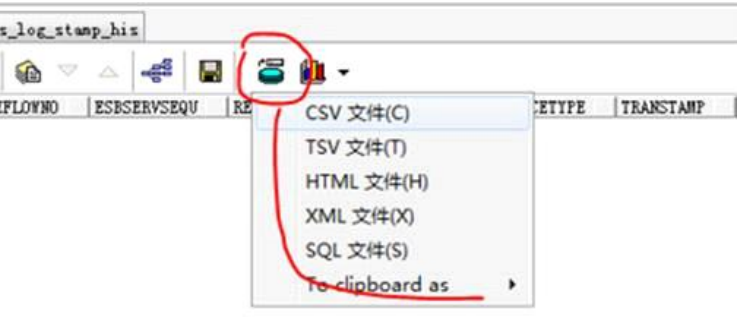 s_log_stamp_his
FLOWNO ESBSERVSEQU RE ETYPE TRANSTAMP
CSV 文件(C)
TSV 文件(T)
HTML 文件(H)
XML 文件(X)
SQL 文件(S)
To clipboard as